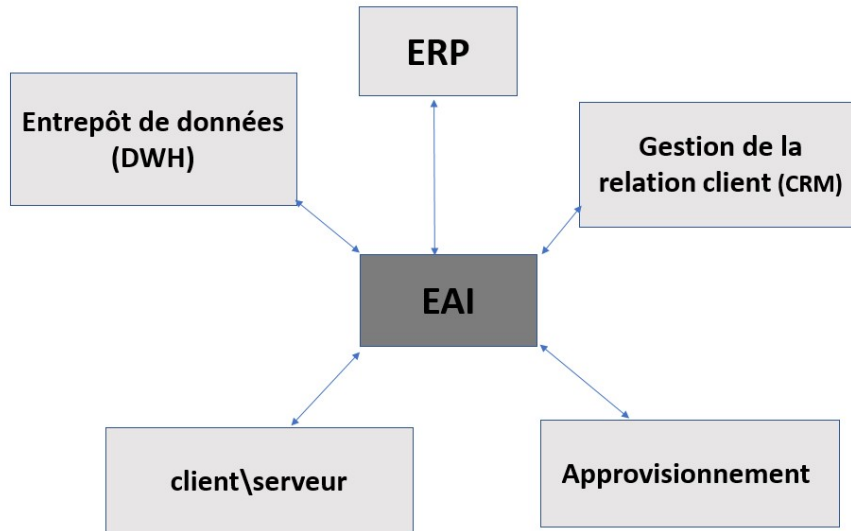 ERP
Entrepôt de données
(DWH)
Gestion de la
relation client (CRM)
EAI
client\serveur
Approvisionnement